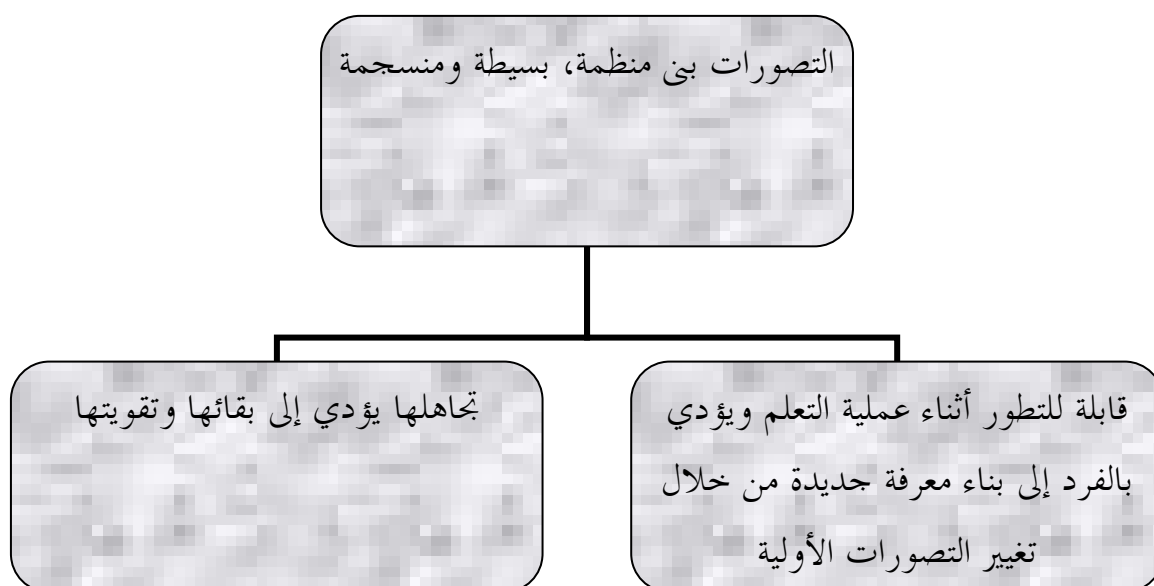 التصورات بنى منظمة، بسيطة ومنسجمة
قابلة للتطور أثناء عملية التعلم ويؤدي
بالفرد إلى بناء معرفة جديدة من خلال
تغيير التصورات الأولية
تجاهلها يؤدي إلى بقائها وتقويتها